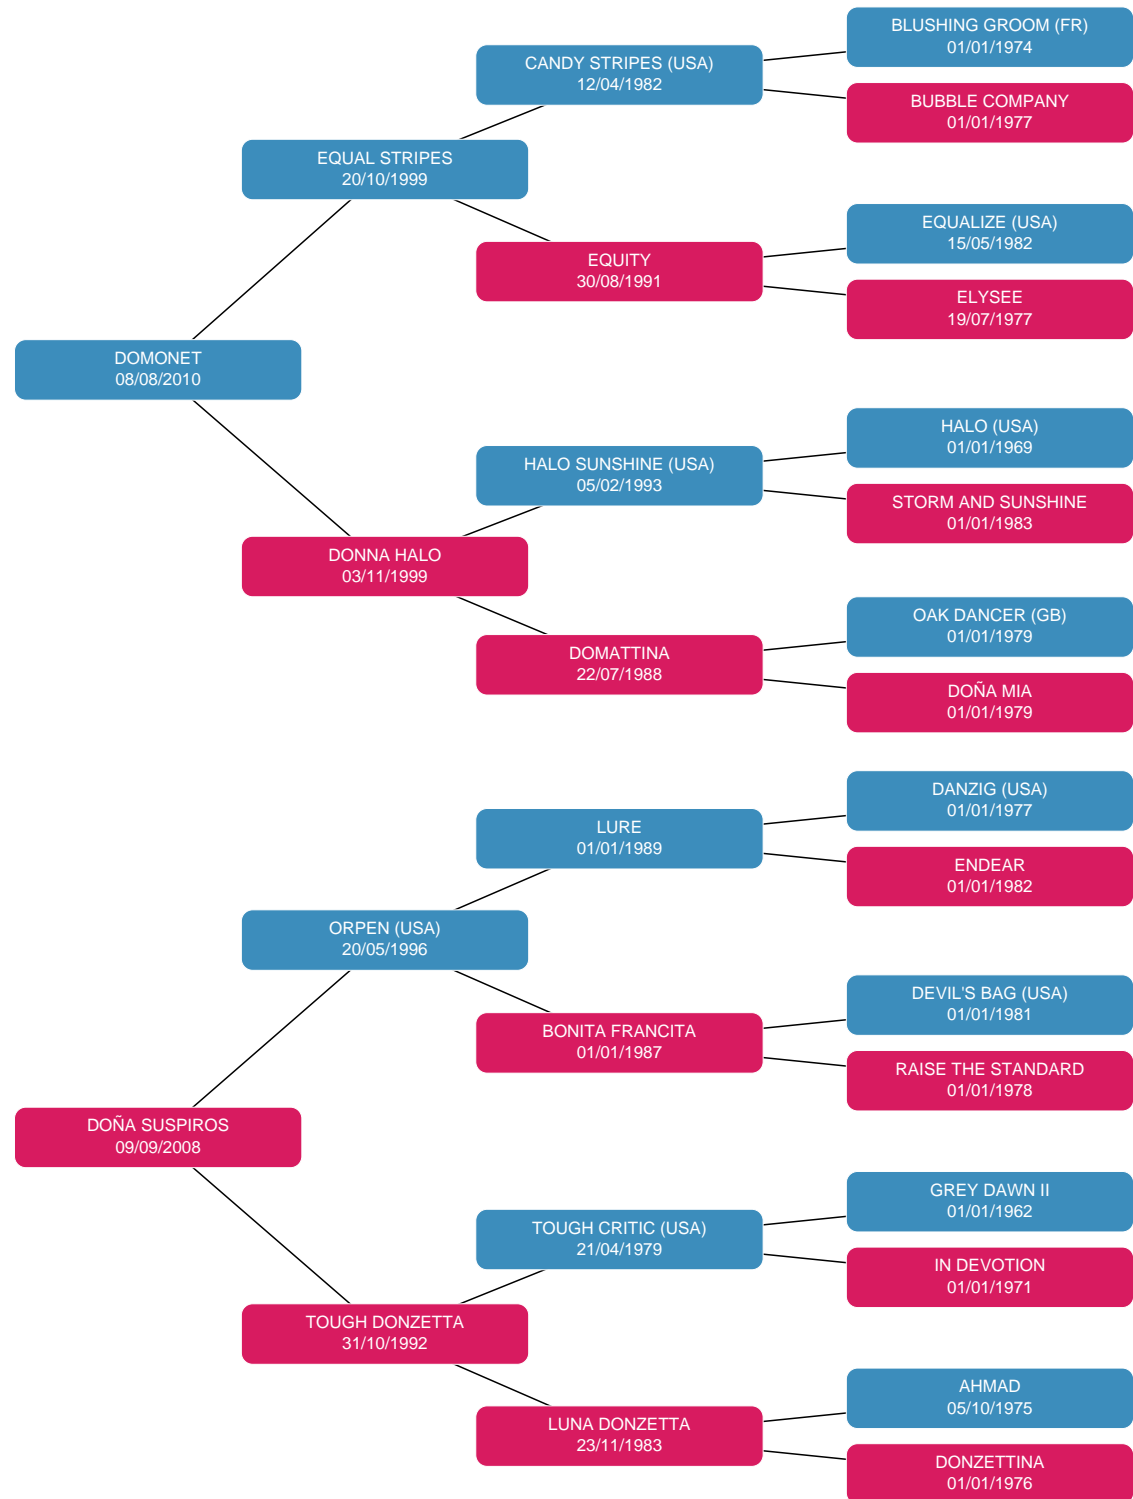 BLUSHING GROOM (FR)
01/01/1974
CANDY STRIPES (USA)
12/04/1982
BUBBLE COMPANY
01/01/1977
EQUAL STRIPES
20/10/1999
EQUALIZE (USA)
15/05/1982
EQUITY
30/08/1991
ELYSEE
19/07/1977
DOMONET
08/08/2010
HALO (USA)
01/01/1969
HALO SUNSHINE (USA)
05/02/1993
STORM AND SUNSHINE
01/01/1983
DONNA HALO
03/11/1999
OAK DANCER (GB)
01/01/1979
DOMATTINA
22/07/1988
DOÑA MIA
01/01/1979
DANZIG (USA)
01/01/1977
LURE
01/01/1989
ENDEAR
01/01/1982
ORPEN (USA)
20/05/1996
DEVIL'S BAG (USA)
01/01/1981
BONITA FRANCITA
01/01/1987
RAISE THE STANDARD
01/01/1978
DOÑA SUSPIROS
09/09/2008
GREY DAWN II
01/01/1962
TOUGH CRITIC (USA)
21/04/1979
IN DEVOTION
01/01/1971
TOUGH DONZETTA
31/10/1992
AHMAD
05/10/1975
LUNA DONZETTA
23/11/1983
DONZETTINA
01/01/1976